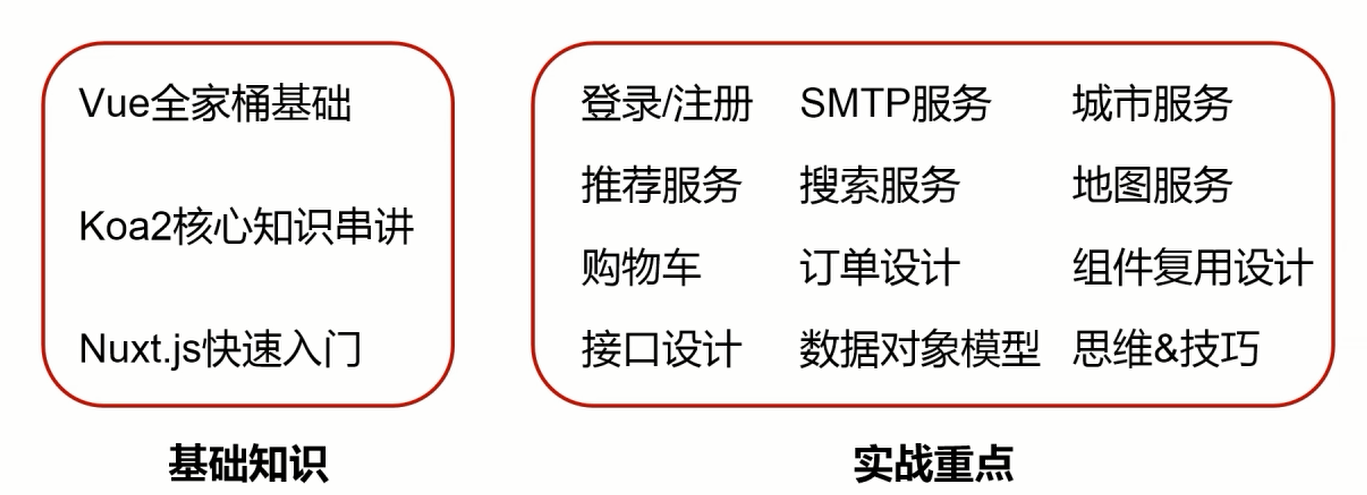 Vue全家桶基础
Koa2核心知识串讲
Nuxt.js快速入门
基础知识
登录/注册 SMTP服务 城市服务
推荐服务 搜索服务 地图服务
购物车 订单设计 组件复用设计
接口设计 数据对象模型 思维&技巧
实战重点